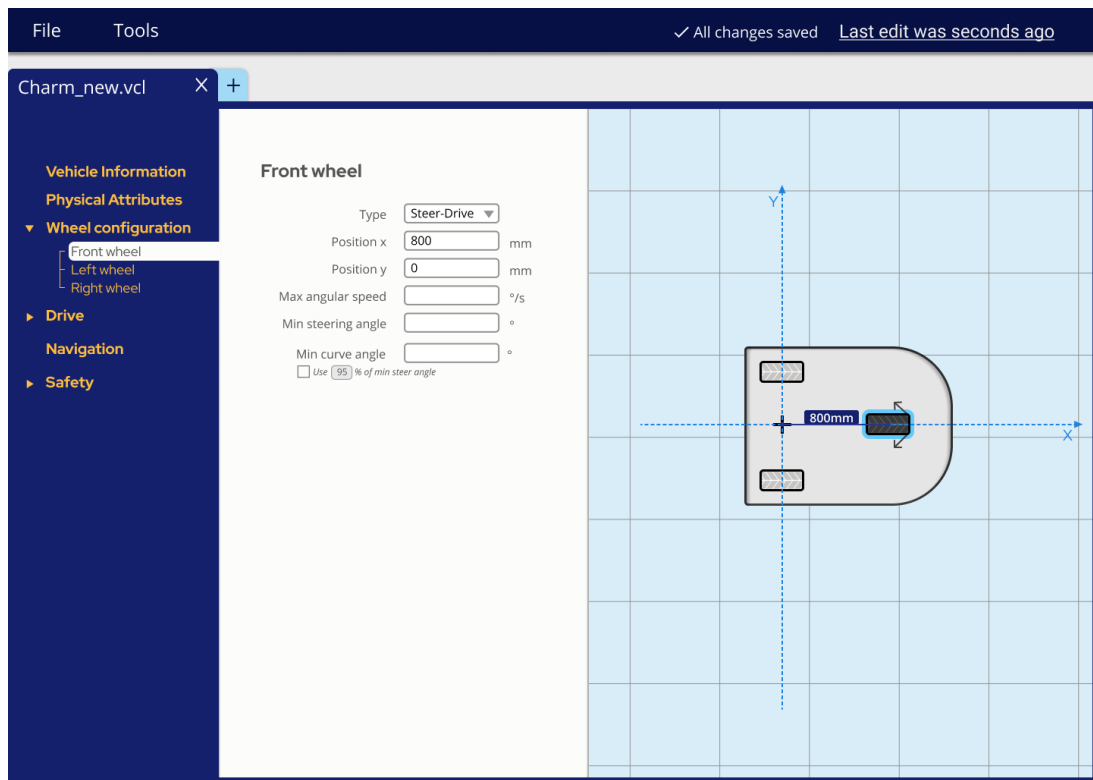 File Tools ✓ All changes saved Last edit was seconds ago
Charm_new.vcl X +
Vehicle Information
Physical Attributes
Wheel configuration
Front wheel
Left wheel
Right wheel
Drive
Navigation
Safety
Front wheel
Type Steer-Drive
Position x 800 mm
Position y 0 mm
Max angular speed °/s
Min steering angle °
Min curve angle °
Use 95 % of min steer angle
Y
800mm
X